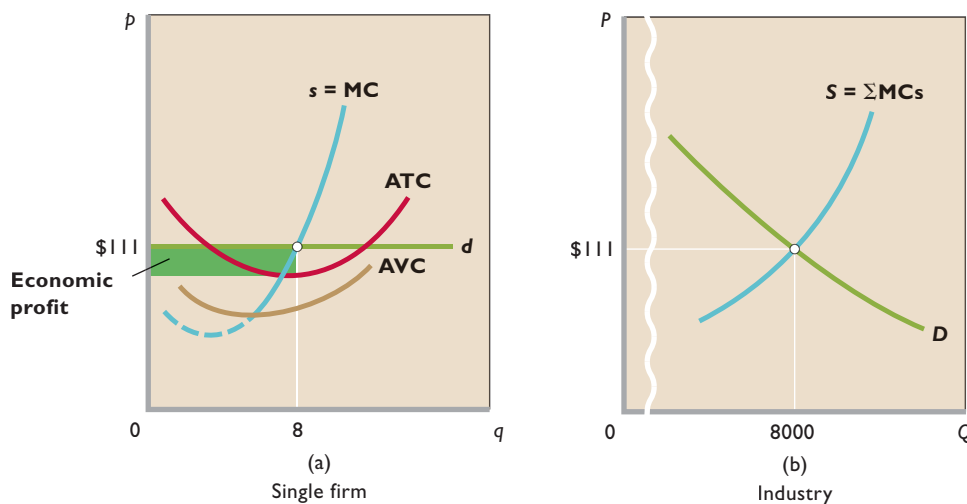 p
s = MC
ATC
$111
d
Economic
profit
AVC
0
8
q
(a)
Single firm
P
S = ΣMCs
$111
D
0
8000
Q
(b)
Industry